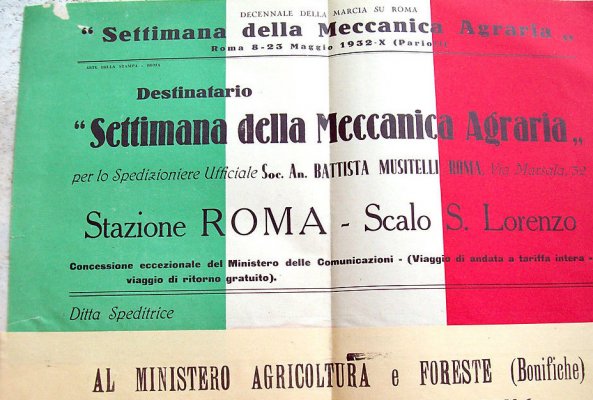 DECENNALE DELLA MARCIA SU ROMA
“ Settimana della Meccanica Agraria „
Roma 8-23 Maggio 1932-X (Parioli)
ARTE DELLA STAMPA - ROMA
Destinatario
“Settimana della Meccanica Agraria„
per lo Spedizioniere Ufficiale Soc. An. BATTISTA MUSITELLI ROMA, Via Marsala, 52
Stazione ROMA - Scalo S. Lorenzo
Concessione eccezionale del Ministero delle Comunicazioni - (Viaggio di andata a tariffa intera -
viaggio di ritorno gratuito).
Ditta Speditrice
AL MINISTERO AGRICOLTURA e FORESTE (Bonifiche)